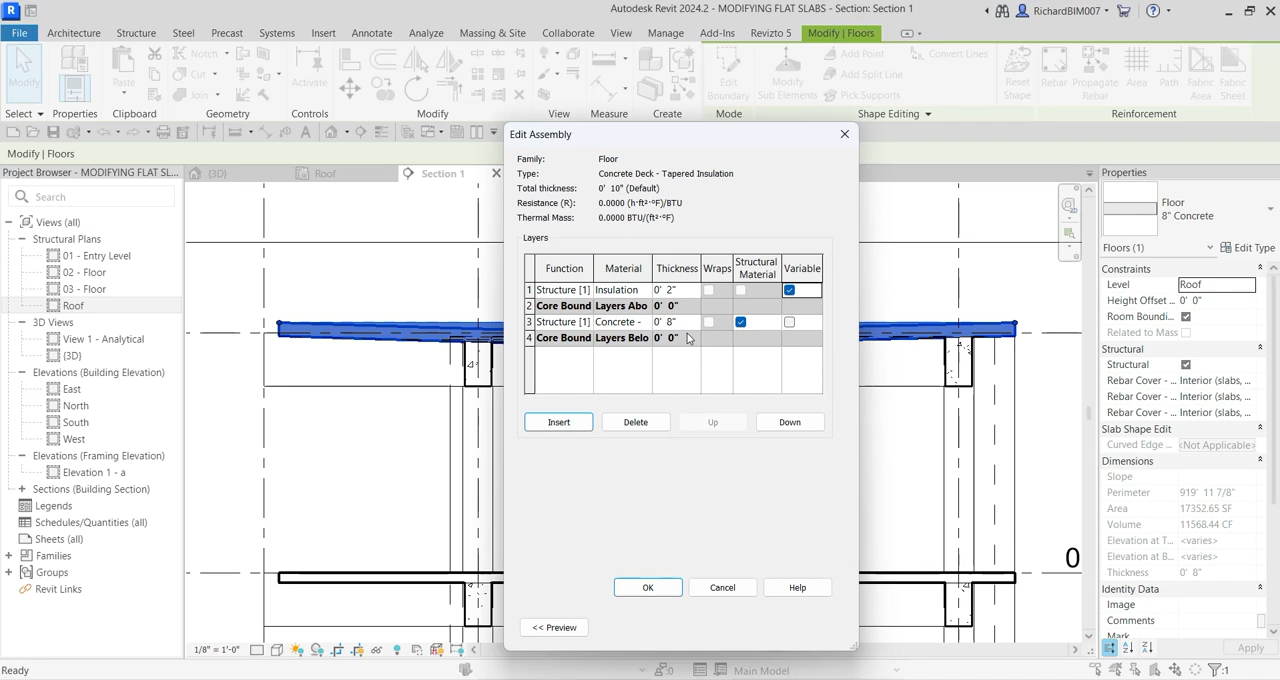 Autodesk Revit 2024.2 - MODIFYING FLAT SLABS - Section: Section 1
RichardBIM007
File Architecture Structure Steel Precast Systems Insert Annotate Analyze Massing & Site Collaborate View Manage Add-Ins Revizto 5 Modify | Floors
Modify Paste Notch Cut Join Activate Edit Boundary Modify Sub Elements Add Point Add Split Line Pick Supports Convert Lines Reset Shape Rebar Propagate Rebar Area Path Fabric Area Fabric Sheet
Select Properties Clipboard Geometry Controls Modify View Measure Create Mode Shape Editing Reinforcement
Modify | Floors
Project Browser - MODIFYING FLAT SL...
(3D) Roof Section 1
Search
Views (all)
Structural Plans
01 - Entry Level
02 - Floor
03 - Floor
Roof
3D Views
View 1 - Analytical
(3D)
Elevations (Building Elevation)
East
North
South
West
Elevations (Framing Elevation)
Elevation 1 - a
Sections (Building Section)
Legends
Schedules/Quantities (all)
Sheets (all)
Families
Groups
Revit Links
Edit Assembly
Family: Floor
Type: Concrete Deck - Tapered Insulation
Total thickness: 0' 10" (Default)
Resistance (R): 0.0000 (h·ft²·°F)/BTU
Thermal Mass: 0.0000 BTU/(ft²·°F)
Layers
Function Material Thickness Wraps Structural Material Variable
1 Structure [1] Insulation 0' 2"
2 Core Bound Layers Abo 0' 0"
3 Structure [1] Concrete - 0' 8"
4 Core Bound Layers Belo 0' 0"
Insert Delete Up Down
OK Cancel Help
<< Preview
0
Properties
Floor
8" Concrete
Floors (1) Edit Type
Constraints
Level Roof
Height Offset ... 0' 0"
Room Boundi...
Related to Mass
Structural
Structural
Rebar Cover - ... Interior (slabs, ...
Rebar Cover - ... Interior (slabs, ...
Rebar Cover - ... Interior (slabs, ...
Slab Shape Edit
Curved Edge ... <Not Applicable>
Dimensions
Slope
Perimeter 919' 11 7/8"
Area 17352.65 SF
Volume 11568.44 CF
Elevation at T... <varies>
Elevation at B... <varies>
Thickness 0' 8"
Identity Data
Image
Comments
Mark
Apply
1/8" = 1'-0"
Ready
:0
Main Model
:1